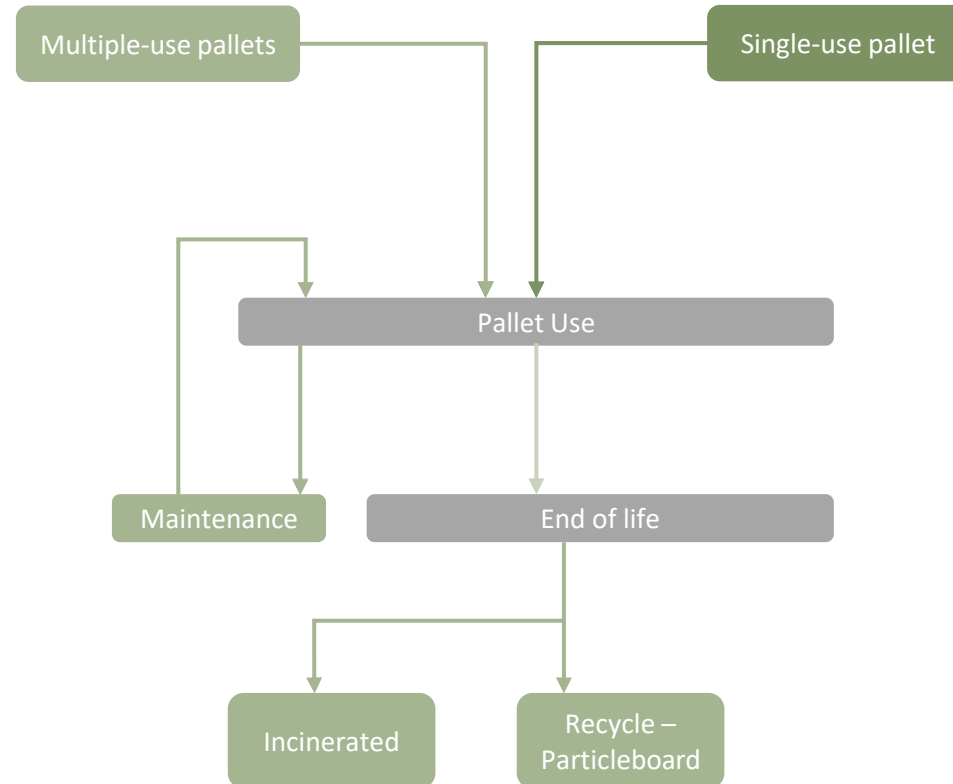 Multiple-use pallets
Single-use pallet
Pallet Use
Maintenance
End of life
Incinerated
Recycle –
Particleboard